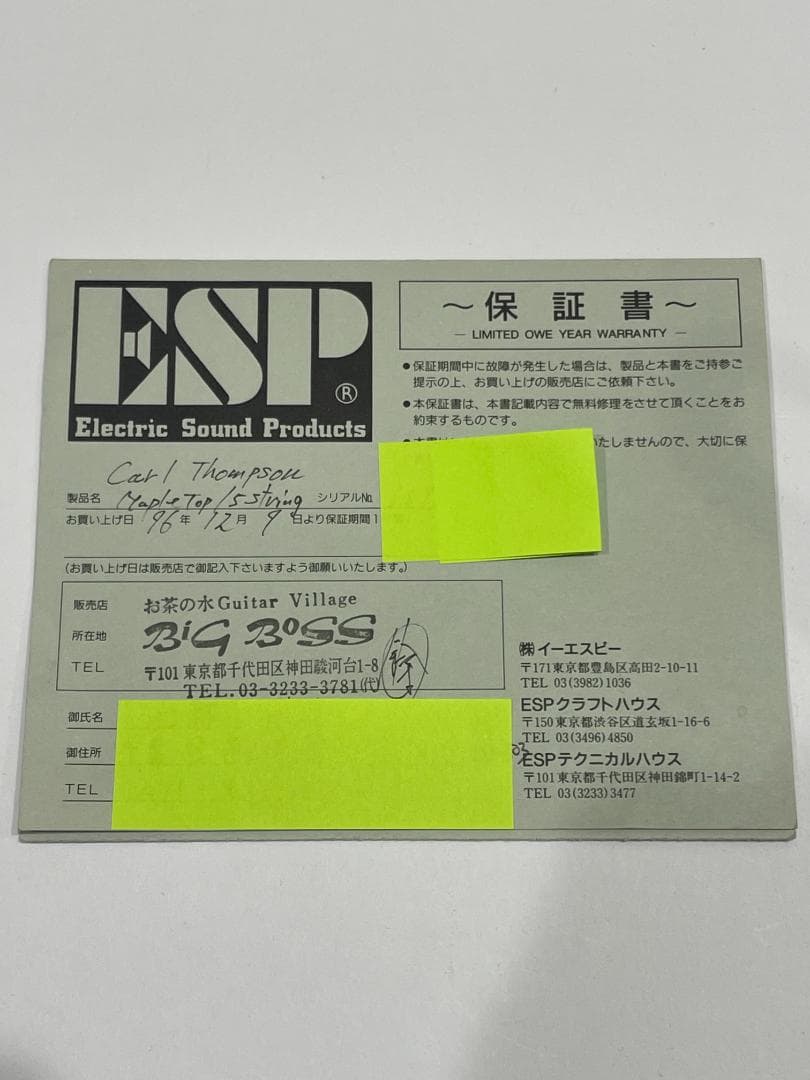 ESP®
Electric Sound Products
～保証書～
— LIMITED OWE YEAR WARRANTY —
●保証期間中に故障が発生した場合は、製品と本書をご持参ご
提示の上、お買い上げの販売店にご依頼下さい。
●本保証書は、本書記載内容で無料修理をさせて頂くことをお
約束するものです。
いたしませんので、大切に保
Carl Thompson
製品名 Maple Top / 5 string シリアルNo.
お買い上げ日 '96 年 12 月 9 日より保証期間1
(お買い上げ日は販売店で御記入下さいますよう御願いいたします。)
販売店 お茶の水Guitar Village
所在地 BiG BoSS
〒101 東京都千代田区神田駿河台1-8
TEL TEL.03-3233-3781(代)
御氏名
御住所
TEL
㈱イーエスピー
〒171東京都豊島区高田2-10-11
TEL 03(3982)1036
ESPクラフトハウス
〒150東京都渋谷区道玄坂1-16-6
TEL 03(3496)4850
ESPテクニカルハウス
〒101東京都千代田区神田錦町1-14-2
TEL 03(3233)3477